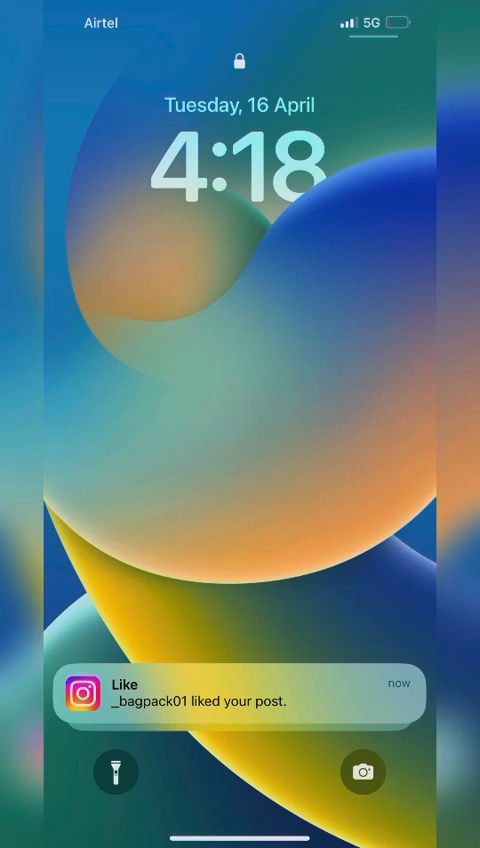 Airtel
5G
Tuesday, 16 April
4:18
Like
now
_bagpack01 liked your post.